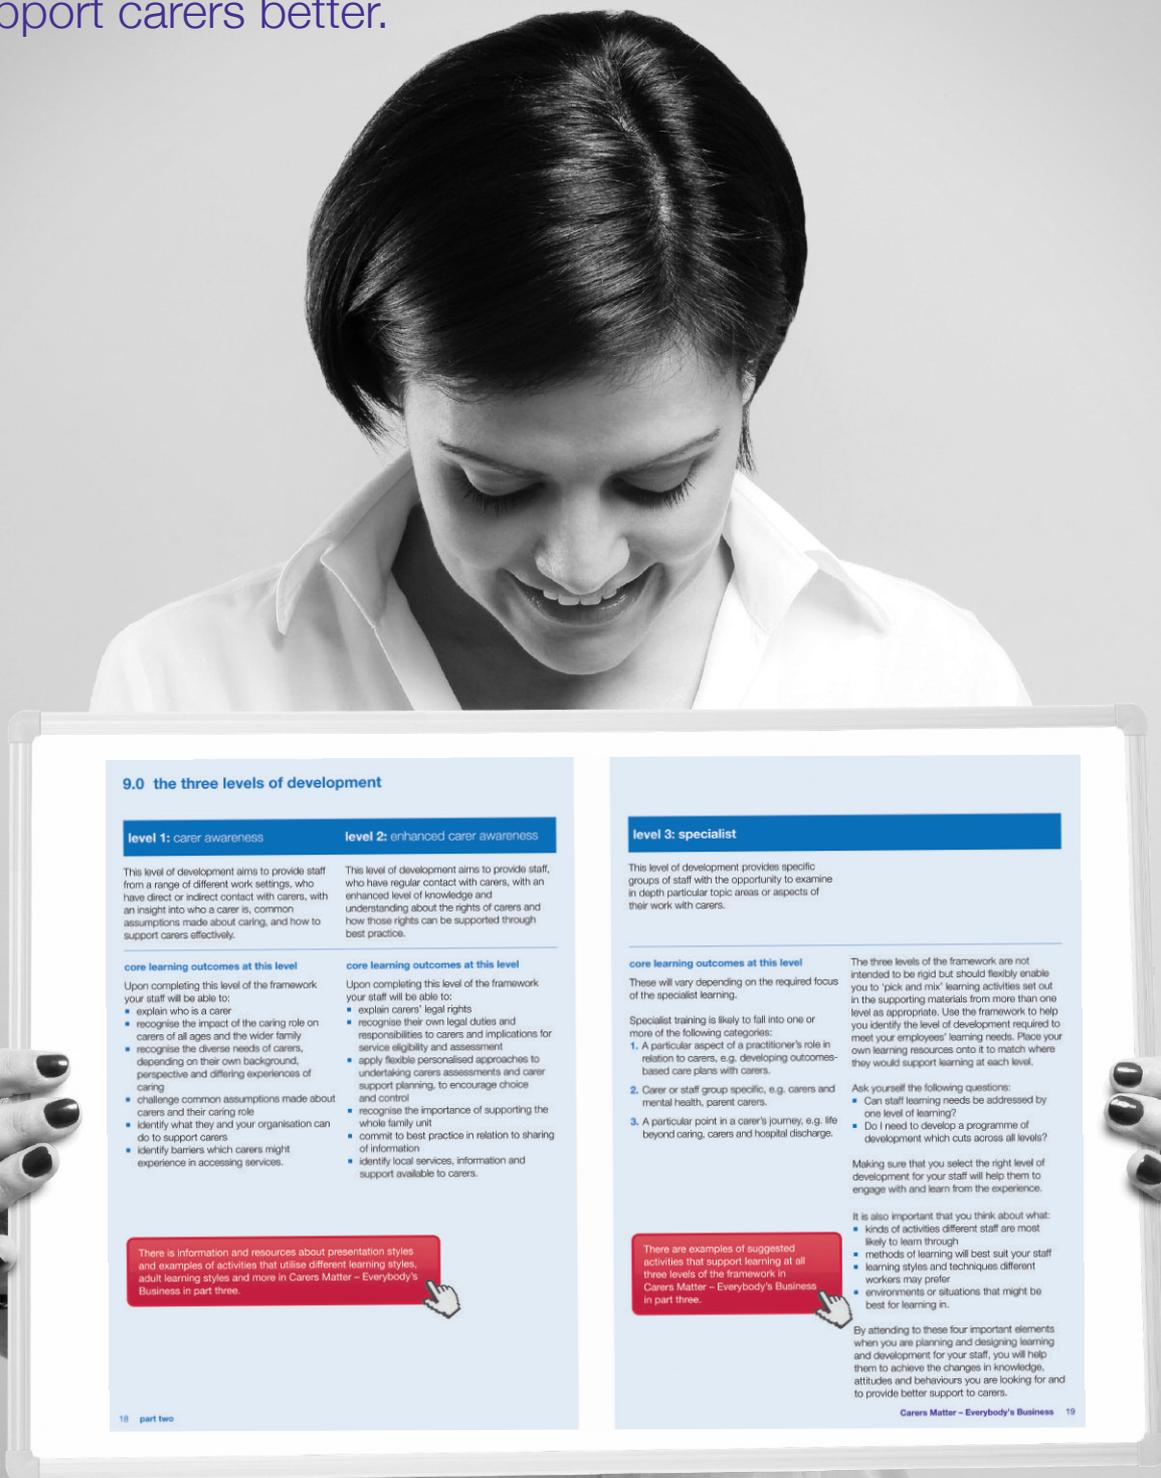 pport carers better.
9.0 the three levels of development
level 1: carer awareness
This level of development aims to provide staff
from a range of different work settings, who
have direct or indirect contact with carers, with
an insight into who a carer is, common
assumptions made about caring, and how to
support carers effectively.
core learning outcomes at this level
Upon completing this level of the framework
your staff will be able to:
▪ explain who is a carer
▪ recognise the impact of the caring role on
carers of all ages and the wider family
▪ recognise the diverse needs of carers,
depending on their own background,
perspective and differing experiences of
caring
▪ challenge common assumptions made about
carers and their caring role
▪ identify what they and your organisation can
do to support carers
▪ identify barriers which carers might
experience in accessing services.
level 2: enhanced carer awareness
This level of development aims to provide staff,
who have regular contact with carers, with an
enhanced level of knowledge and
understanding about the rights of carers and
how those rights can be supported through
best practice.
core learning outcomes at this level
Upon completing this level of the framework
your staff will be able to:
▪ explain carers' legal rights
▪ recognise their own legal duties and
responsibilities to carers and implications for
service eligibility and assessment
▪ apply flexible personalised approaches to
undertaking carers assessments and carer
support planning, to encourage choice
and control
▪ recognise the importance of supporting the
whole family unit
▪ commit to best practice in relation to sharing
of information
▪ identify local services, information and
support available to carers.
There is information and resources about presentation styles
and examples of activities that utilise different learning styles,
adult learning styles and more in Carers Matter – Everybody's
Business in part three.
18 part two
level 3: specialist
This level of development provides specific
groups of staff with the opportunity to examine
in depth particular topic areas or aspects of
their work with carers.
core learning outcomes at this level
These will vary depending on the required focus
of the specialist learning.
Specialist training is likely to fall into one or
more of the following categories:
1. A particular aspect of a practitioner's role in
relation to carers, e.g. developing outcomes-
based care plans with carers.
2. Carer or staff group specific, e.g. carers and
mental health, parent carers.
3. A particular point in a carer's journey, e.g. life
beyond caring, carers and hospital discharge.
There are examples of suggested
activities that support learning at all
three levels of the framework in
Carers Matter – Everybody's Business
in part three.
The three levels of the framework are not
intended to be rigid but should flexibly enable
you to 'pick and mix' learning activities set out
in the supporting materials from more than one
level as appropriate. Use the framework to help
you identify the level of development required to
meet your employees' learning needs. Place your
own learning resources onto it to match where
they would support learning at each level.
Ask yourself the following questions:
▪ Can staff learning needs be addressed by
one level of learning?
▪ Do I need to develop a programme of
development which cuts across all levels?
Making sure that you select the right level of
development for your staff will help them to
engage with and learn from the experience.
It is also important that you think about what:
▪ kinds of activities different staff are most
likely to learn through
▪ methods of learning will best suit your staff
▪ learning styles and techniques different
workers may prefer
▪ environments or situations that might be
best for learning in.
By attending to these four important elements
when you are planning and designing learning
and development for your staff, you will help
them to achieve the changes in knowledge,
attitudes and behaviours you are looking for and
to provide better support to carers.
Carers Matter – Everybody's Business 19